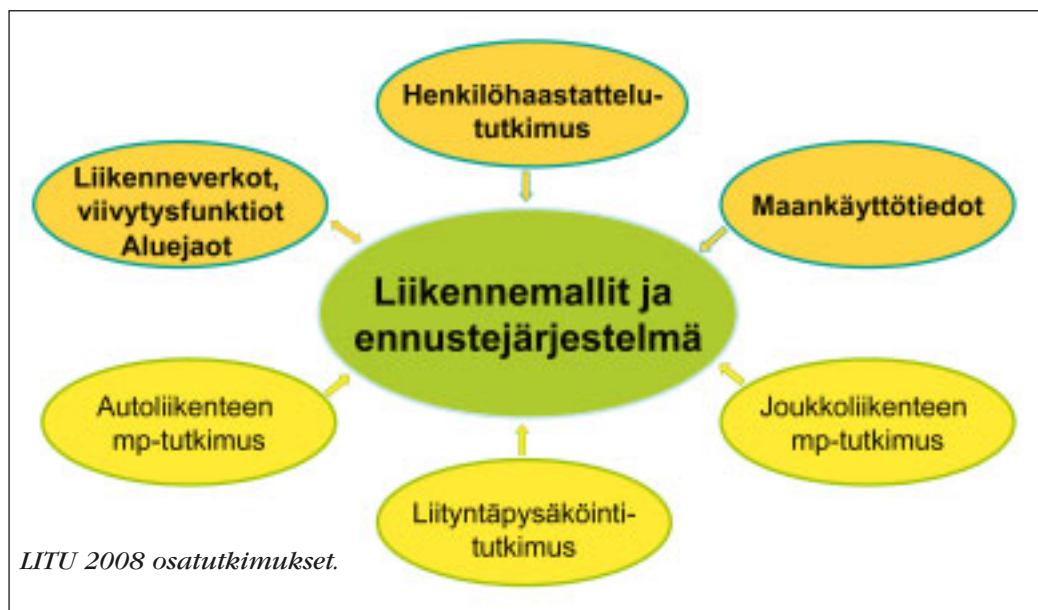 Henkilöhaastattelu-
tutkimus
Liikenneverkot,
viivytysfunktiot
Aluejaot
Maankäyttötiedot
Liikennemallit ja
ennustejärjestelmä
Autoliikenteen
mp-tutkimus
Joukkoliikenteen
mp-tutkimus
Liityntäpysäköinti-
tutkimus
LITU 2008 osatutkimukset.